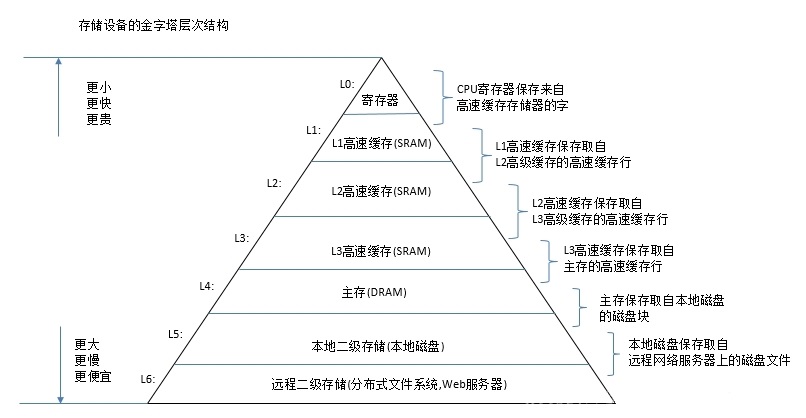 存储设备的金字塔层次结构
更小
更快
更贵
L0:
寄存器
CPU寄存器保存来自
高速缓存存储器的字
L1:
L1高速缓存(SRAM)
L1高速缓存保存取自
L2高级缓存的高速缓存行
L2:
L2高速缓存(SRAM)
L2高速缓存保存取自
L3高级缓存的高速缓存行
L3:
L3高速缓存(SRAM)
L3高速缓存保存取自
主存的高速缓存行
L4:
主存(DRAM)
主存保存取自本地磁盘
的磁盘块
更大
更慢
更便宜
L5:
本地二级存储(本地磁盘)
本地磁盘保存取自
远程网络服务器上的磁盘文件
L6:
远程二级存储(分布式文件系统,Web服务器)